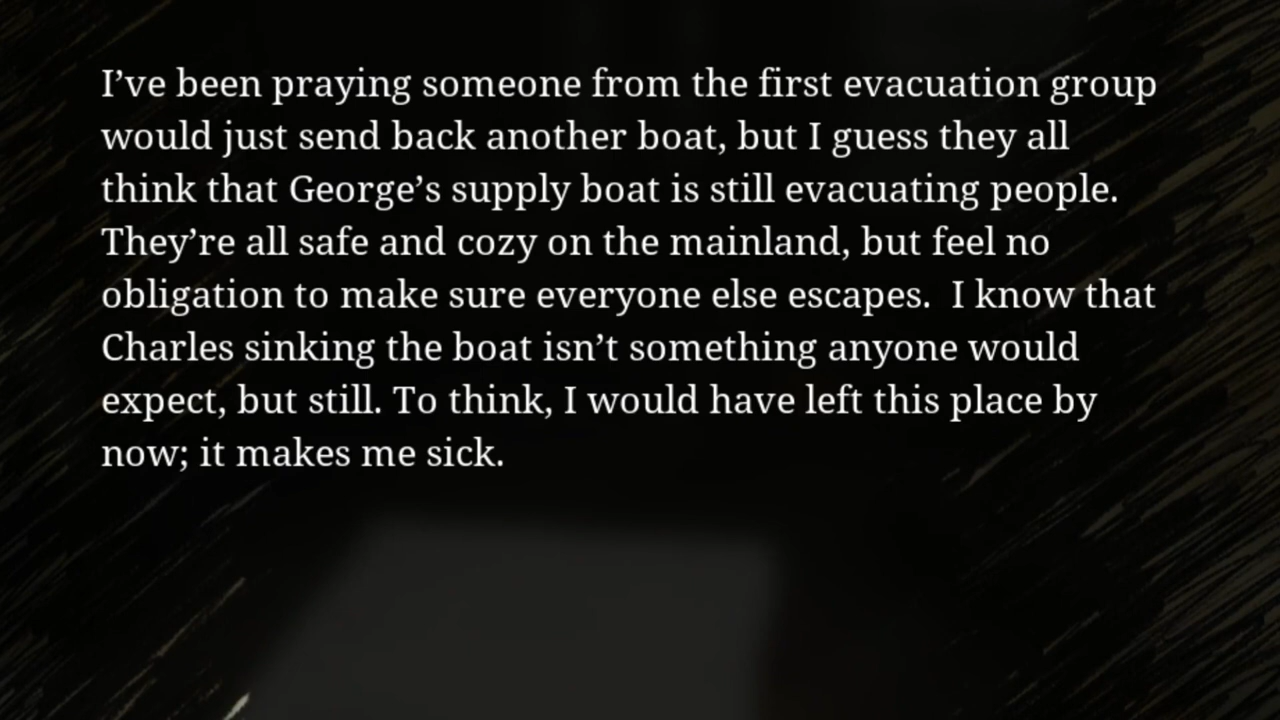 I’ve been praying someone from the first evacuation group
would just send back another boat, but I guess they all
think that George’s supply boat is still evacuating people.
They’re all safe and cozy on the mainland, but feel no
obligation to make sure everyone else escapes.  I know that
Charles sinking the boat isn’t something anyone would
expect, but still. To think, I would have left this place by
now; it makes me sick.